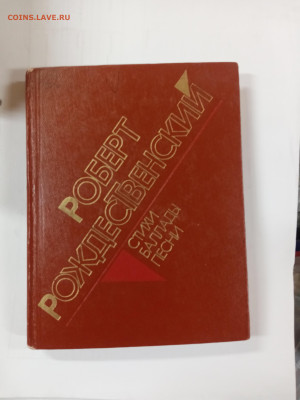 COINS.LAVE.RU
РОБЕРТ
РОЖДЕСТВЕНСКИЙ
СТИХИ
БАЛЛАДЫ
ПЕСНИ